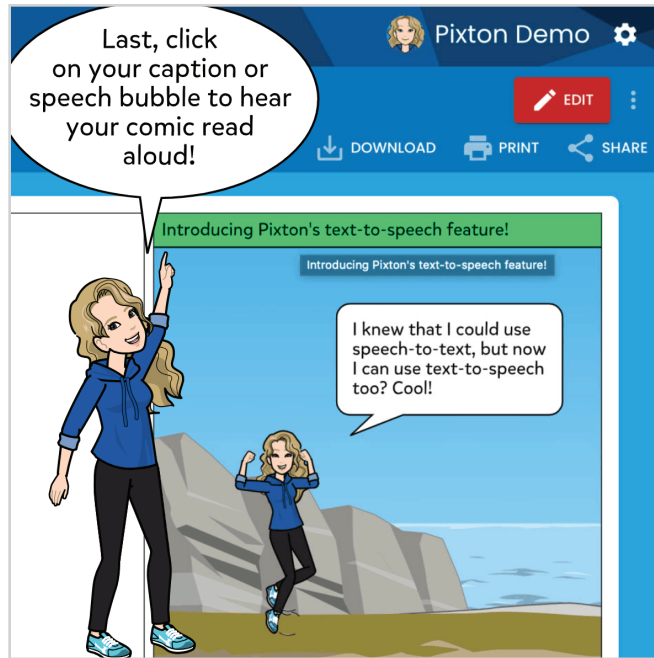 Last, click
on your caption or
speech bubble to hear
your comic read
aloud!
Pixton Demo
EDIT
DOWNLOAD
PRINT
SHARE
Introducing Pixton's text-to-speech feature!
Introducing Pixton's text-to-speech feature!
I knew that I could use
speech-to-text, but now
I can use text-to-speech
too? Cool!